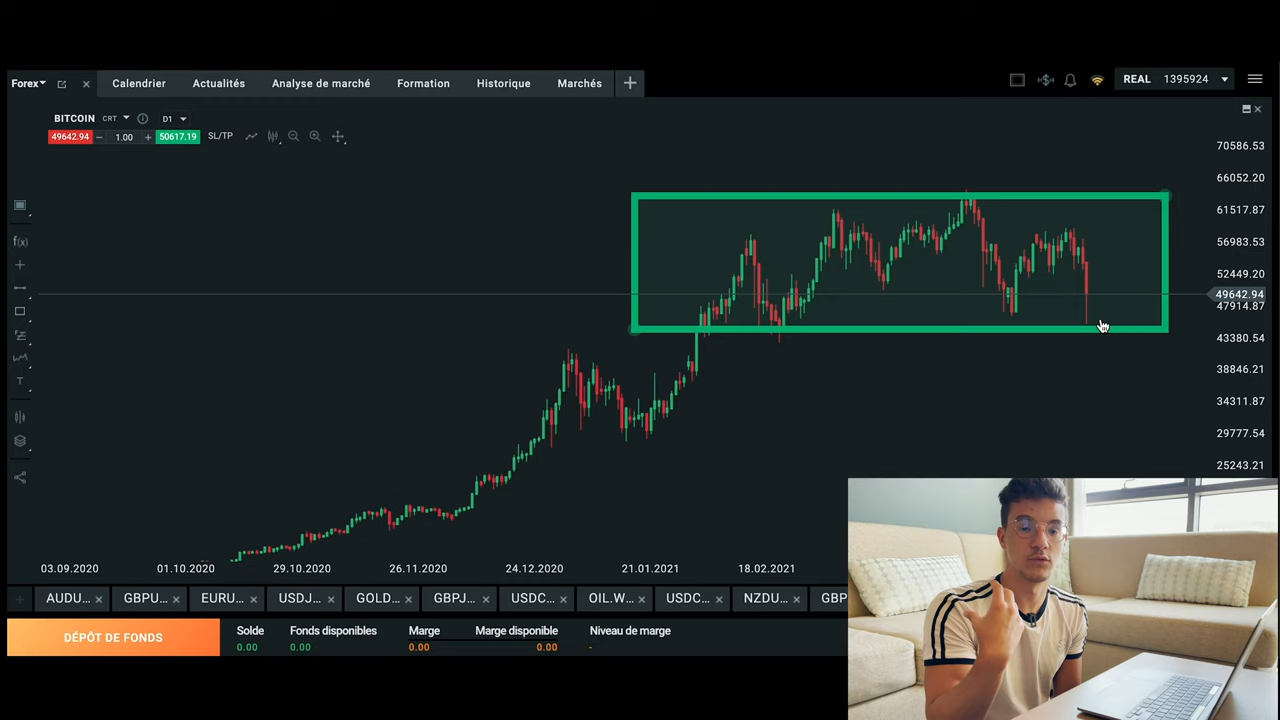 Forex
Calendrier
Actualités
Analyse de marché
Formation
Historique
Marchés
REAL 1395924
BITCOIN CRT D1
49642.94 1.00 50617.19 SL/TP
70586.53
66052.20
61517.87
56983.53
52449.20
49642.94
47914.87
43380.54
38846.21
34311.87
29777.54
25243.21
f(x)
T
03.09.2020
01.10.2020
29.10.2020
26.11.2020
24.12.2020
21.01.2021
18.02.2021
AUDU...
GBPU...
EURU...
USDJ...
GOLD...
GBPJ...
USDC...
OIL.W...
USDC...
NZDU...
GBP
DÉPÔT DE FONDS
Solde
Fonds disponibles
Marge
Marge disponible
Niveau de marge
0.00
0.00
0.00
0.00
-